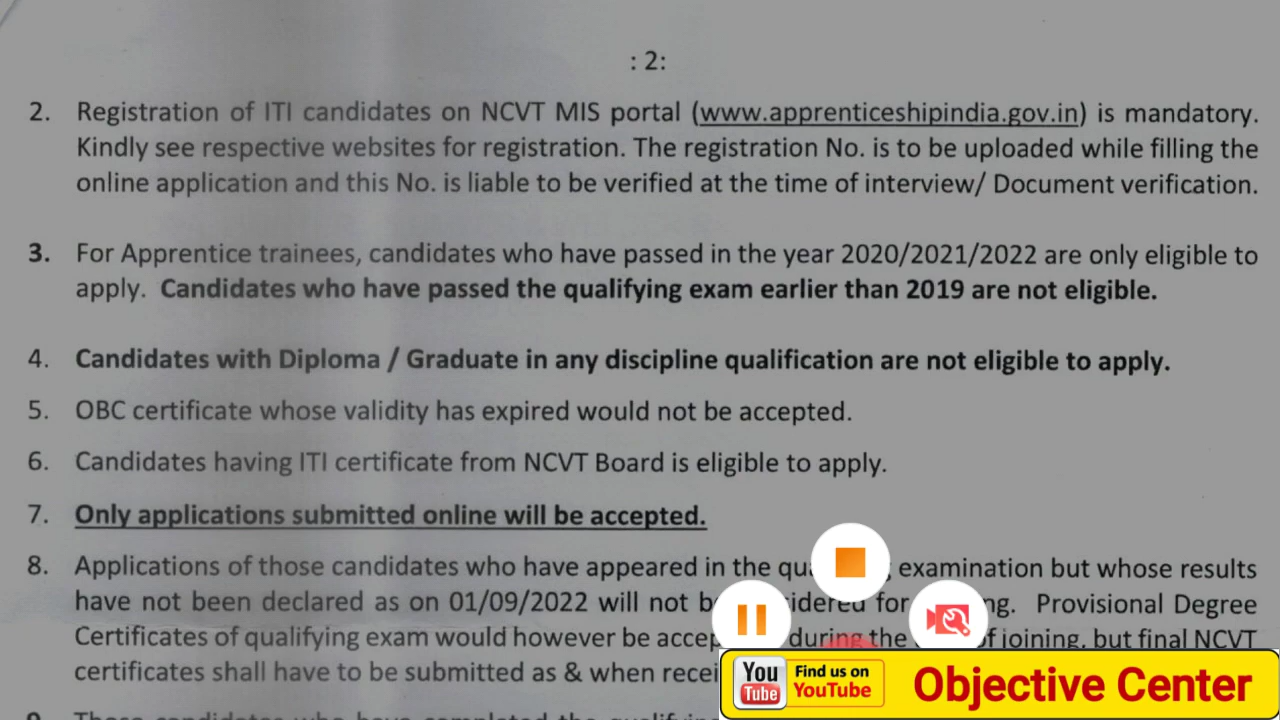 : 2:
2. Registration of ITI candidates on NCVT MIS portal (www.apprenticeshipindia.gov.in) is mandatory.
Kindly see respective websites for registration. The registration No. is to be uploaded while filling the
online application and this No. is liable to be verified at the time of interview/ Document verification.
3. For Apprentice trainees, candidates who have passed in the year 2020/2021/2022 are only eligible to
apply. Candidates who have passed the qualifying exam earlier than 2019 are not eligible.
4. Candidates with Diploma / Graduate in any discipline qualification are not eligible to apply.
5. OBC certificate whose validity has expired would not be accepted.
6. Candidates having ITI certificate from NCVT Board is eligible to apply.
7. Only applications submitted online will be accepted.
8. Applications of those candidates who have appeared in the examination but whose results
have not been declared as on 01/09/2022 will not for Provisional Degree
Certificates of qualifying exam would however be during the joining, but final NCVT
certificates shall have to be submitted as & when
You Tube
Find us on
YouTube
Objective Center